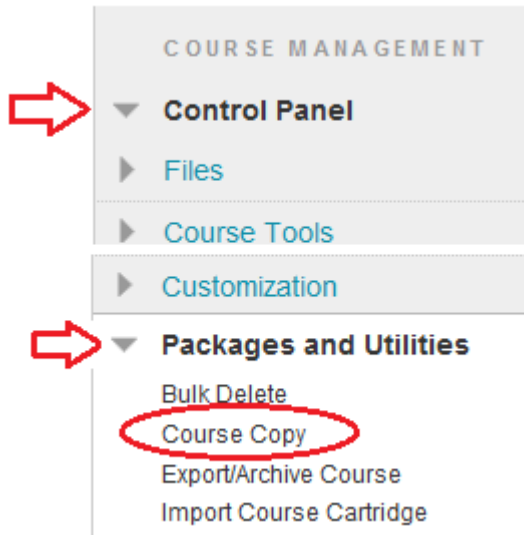 COURSE MANAGEMENT
Control Panel
Files
Course Tools
Customization
Packages and Utilities
Bulk Delete
Course Copy
Export/Archive Course
Import Course Cartridge